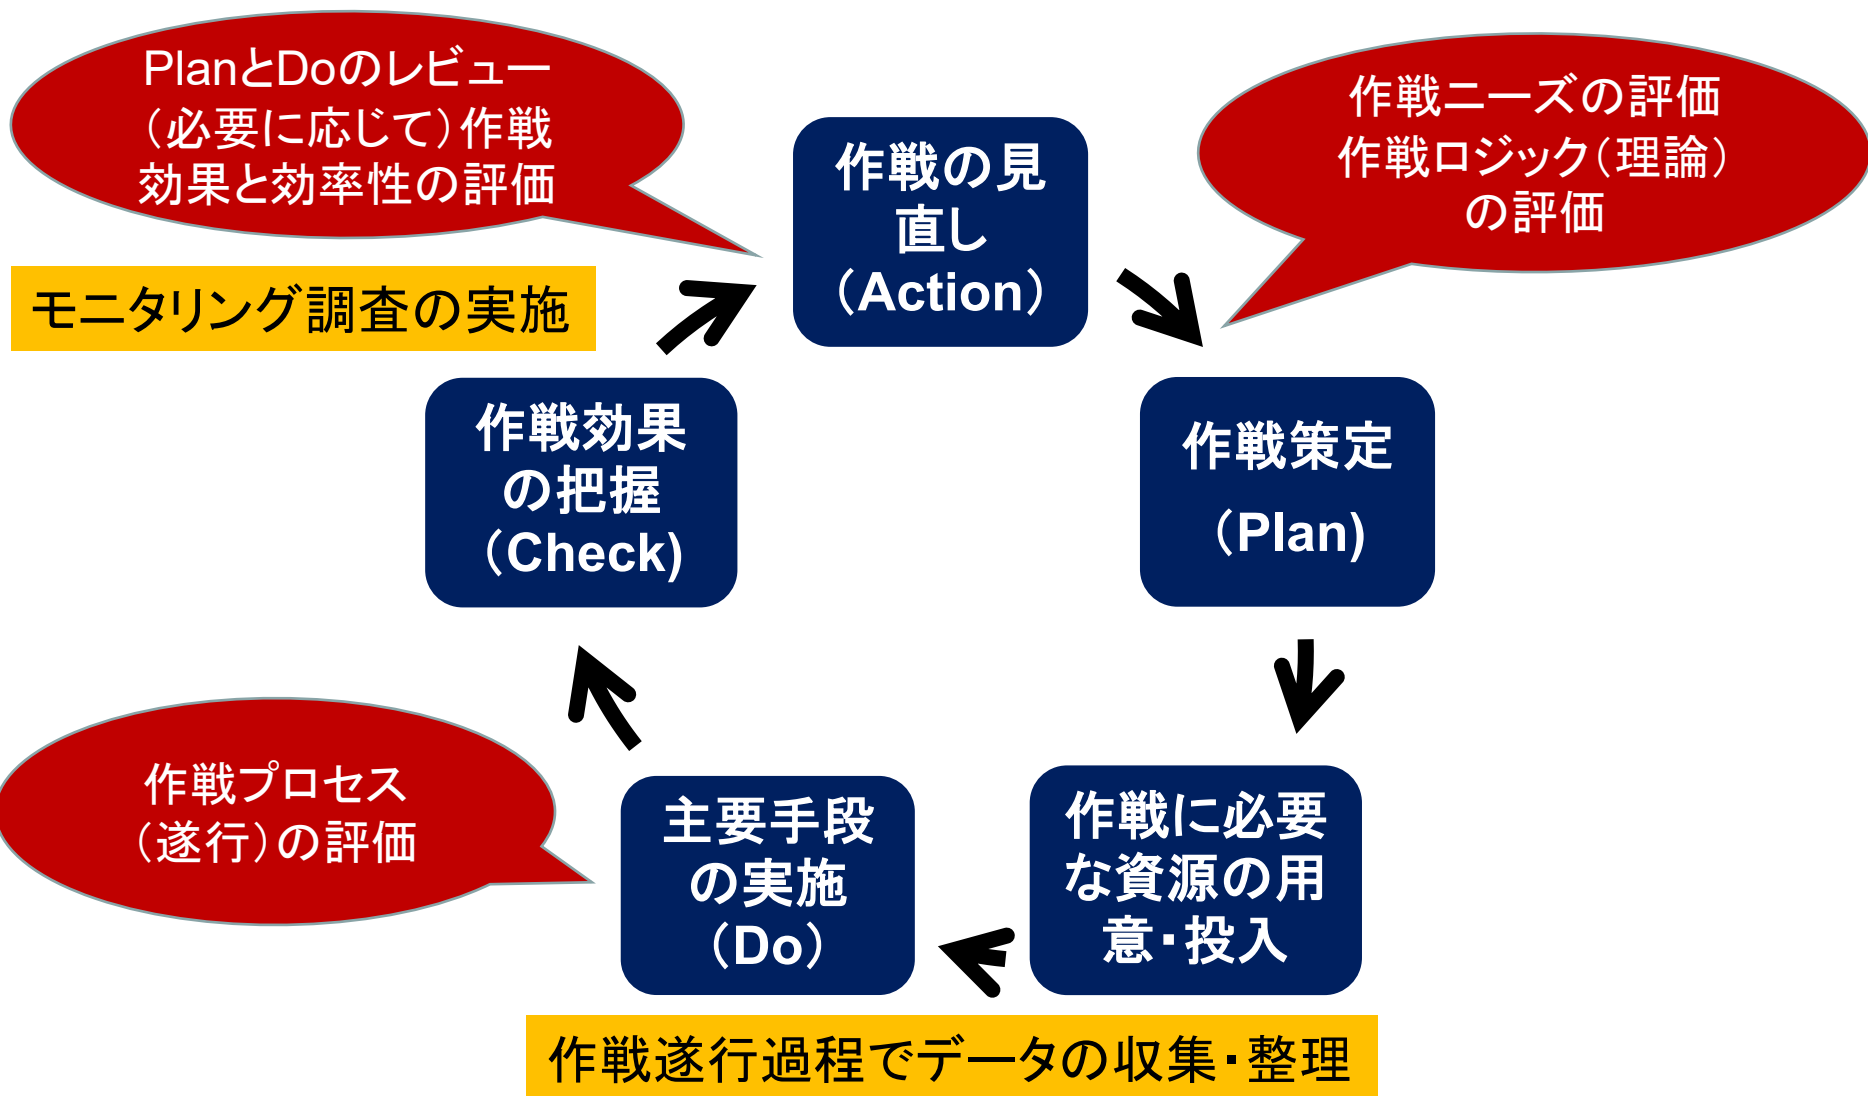 PlanとDoのレビュー
（必要に応じて）作戦
効果と効率性の評価
作戦ニーズの評価
作戦ロジック（理論）
の評価
作戦の見
直し
（Action）
モニタリング調査の実施
作戦効果
の把握
（Check)
作戦策定
（Plan)
作戦プロセス
（遂行）の評価
主要手段
の実施
（Do）
作戦に必要
な資源の用
意・投入
作戦遂行過程でデータの収集・整理